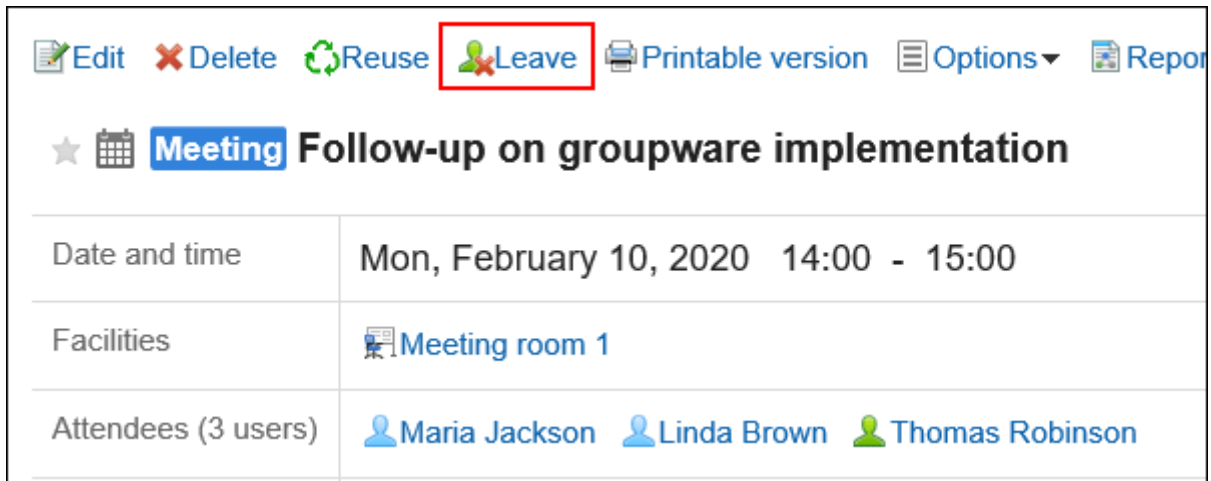 Edit Delete Reuse Leave Printable version Options Repor
Meeting Follow-up on groupware implementation
Date and time Mon, February 10, 2020 14:00 - 15:00
Facilities Meeting room 1
Attendees (3 users) Maria Jackson Linda Brown Thomas Robinson